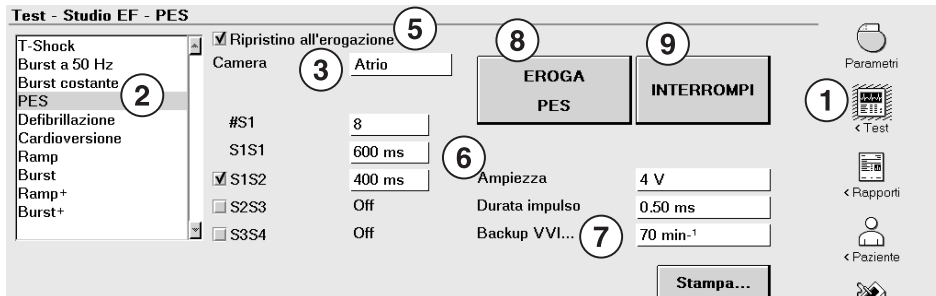 Test - Studio EF - PES
T-Shock
Burst a 50 Hz
Burst costante
PES
Defibrillazione
Cardioversione
Ramp
Burst
Ramp+
Burst+
2
Ripristino all'erogazione
5
Camera
3
Atrio
#S1
8
S1S1
600 ms
S1S2
400 ms
S2S3
Off
S3S4
Off
6
8
EROGA
PES
9
INTERROMPI
Ampiezza
4 V
Durata impulso
0.50 ms
Backup VVI...
7
70 min-¹
Stampa...
Parametri
1
< Test
< Rapporti
< Paziente